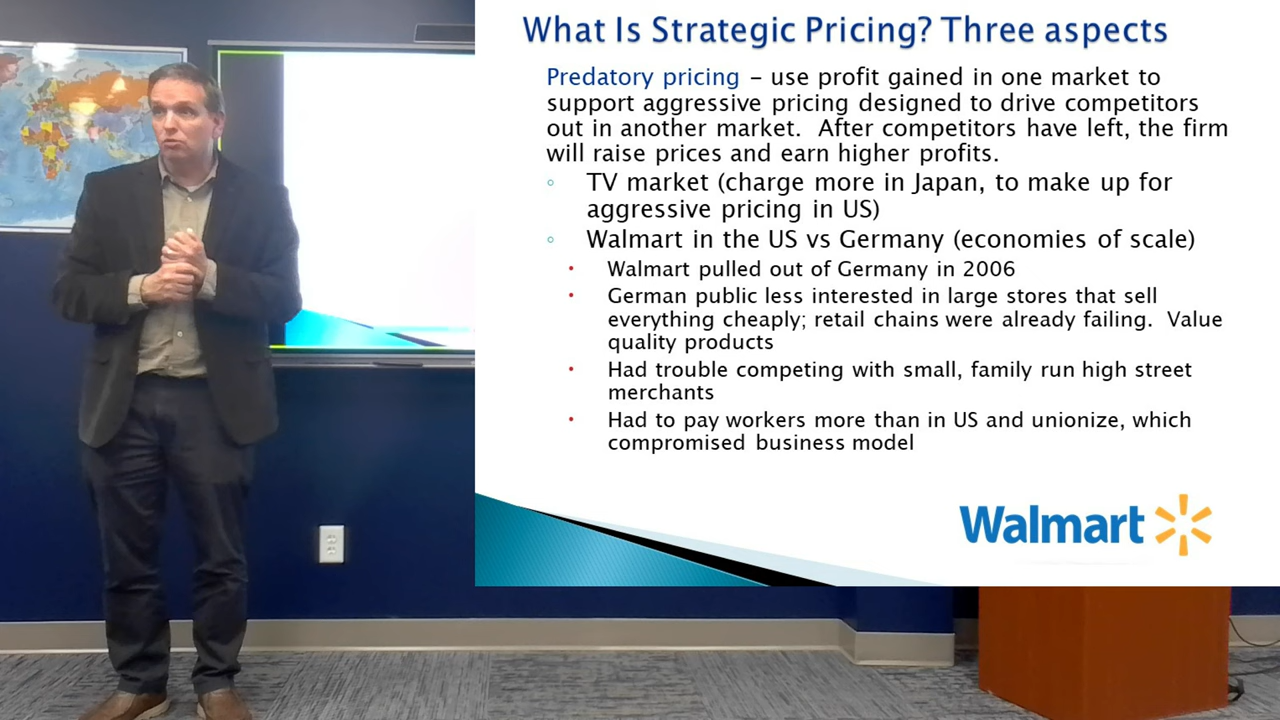 What Is Strategic Pricing? Three aspects
Predatory pricing – use profit gained in one market to
support aggressive pricing designed to drive competitors
out in another market.  After competitors have left, the firm
will raise prices and earn higher profits.
◦ TV market (charge more in Japan, to make up for
aggressive pricing in US)
◦ Walmart in the US vs Germany (economies of scale)
• Walmart pulled out of Germany in 2006
• German public less interested in large stores that sell
everything cheaply; retail chains were already failing.  Value
quality products
• Had trouble competing with small, family run high street
merchants
• Had to pay workers more than in US and unionize, which
compromised business model
Walmart